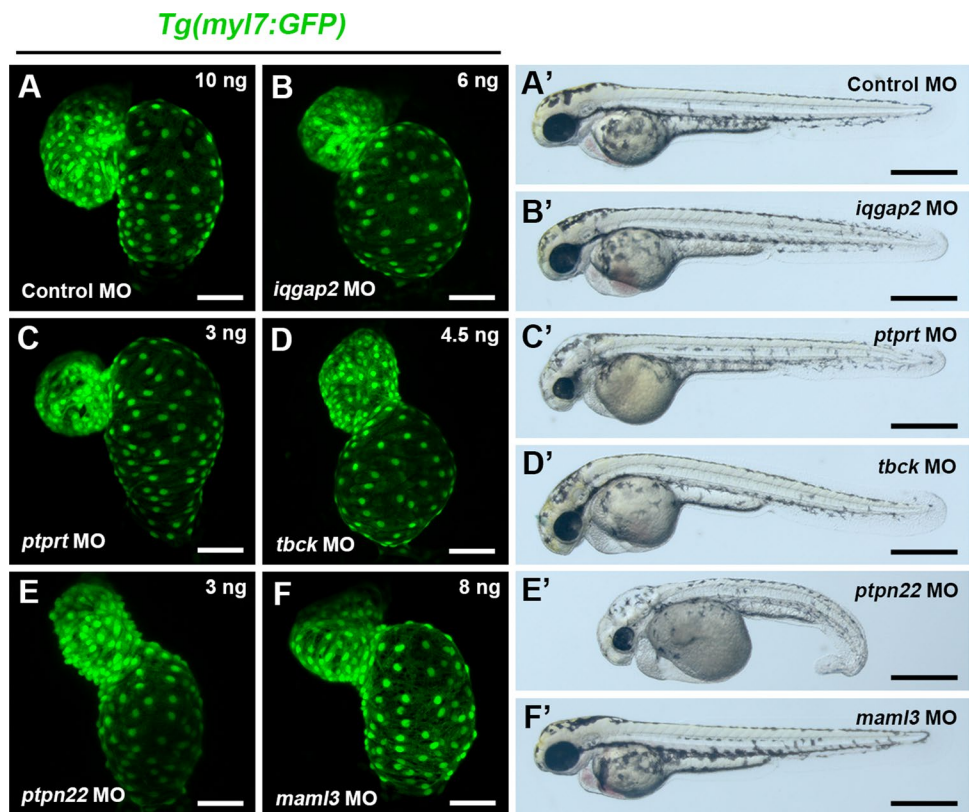 Tg(myl7:GFP)
A 10 ng
Control MO
B 6 ng
iqgap2 MO
A' Control MO
B' iqgap2 MO
C 3 ng
ptprt MO
D 4.5 ng
tbck MO
C' ptprt MO
D' tbck MO
E 3 ng
ptpn22 MO
F 8 ng
maml3 MO
E' ptpn22 MO
F' maml3 MO